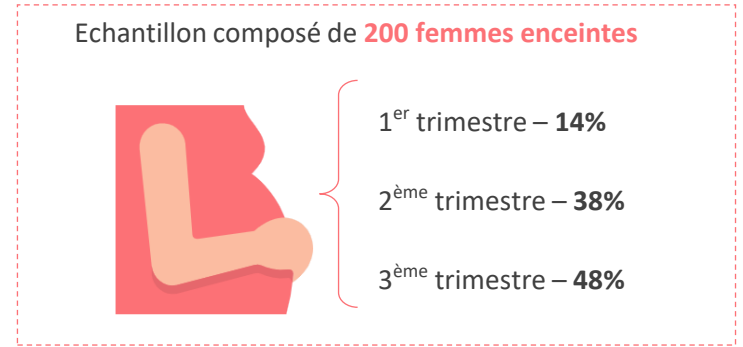 Echantillon composé de 200 femmes enceintes
1er trimestre – 14%
2ème trimestre – 38%
3ème trimestre – 48%